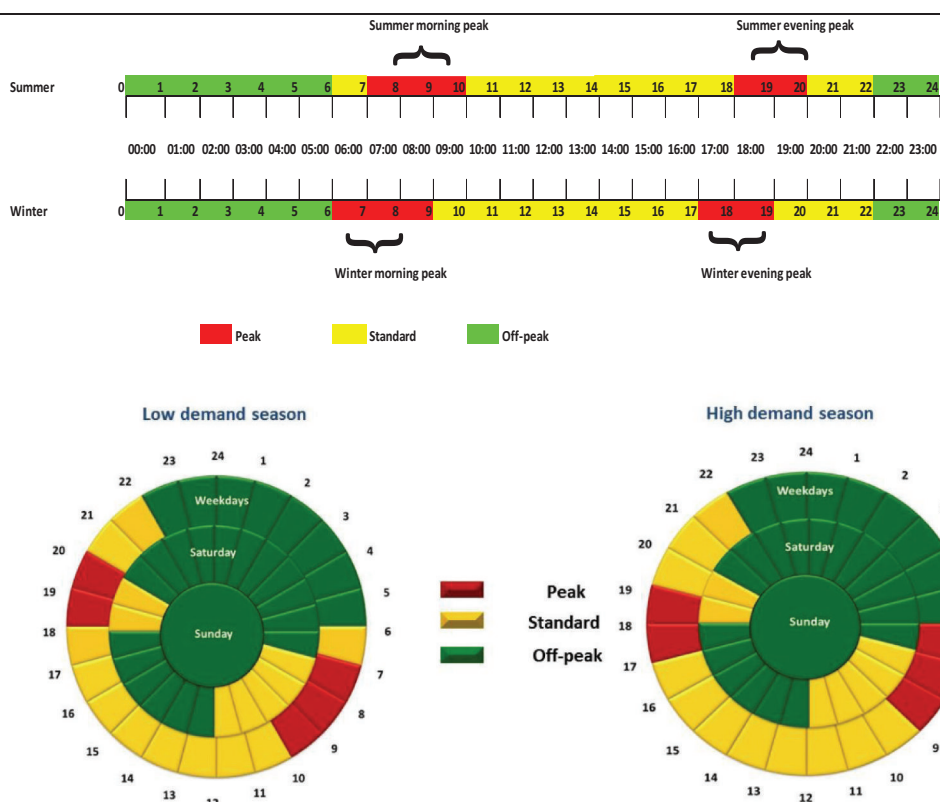 Summer morning peak Summer evening peak
Summer 0 1 2 3 4 5 6 7 8 9 10 11 12 13 14 15 16 17 18 19 20 21 22 23 24
00:00 01:00 02:00 03:00 04:00 05:00 06:00 07:00 08:00 09:00 10:00 11:00 12:00 13:00 14:00 15:00 16:00 17:00 18:00 19:00 20:00 21:00 22:00 23:00
Winter 0 1 2 3 4 5 6 7 8 9 10 11 12 13 14 15 16 17 18 19 20 21 22 23 24
Winter morning peak Winter evening peak
Peak Standard Off-peak
Low demand season
24 1 2 3 4 5 6 7 8 9 10 11 12 13 14 15 16 17 18 19 20 21 22 23
Weekdays
Saturday
Sunday
Peak
Standard
Off-peak
High demand season
24 1 2 9 10 11 12 13 14 15 16 17 18 19 20 21 22 23
Weekdays
Saturday
Sunday